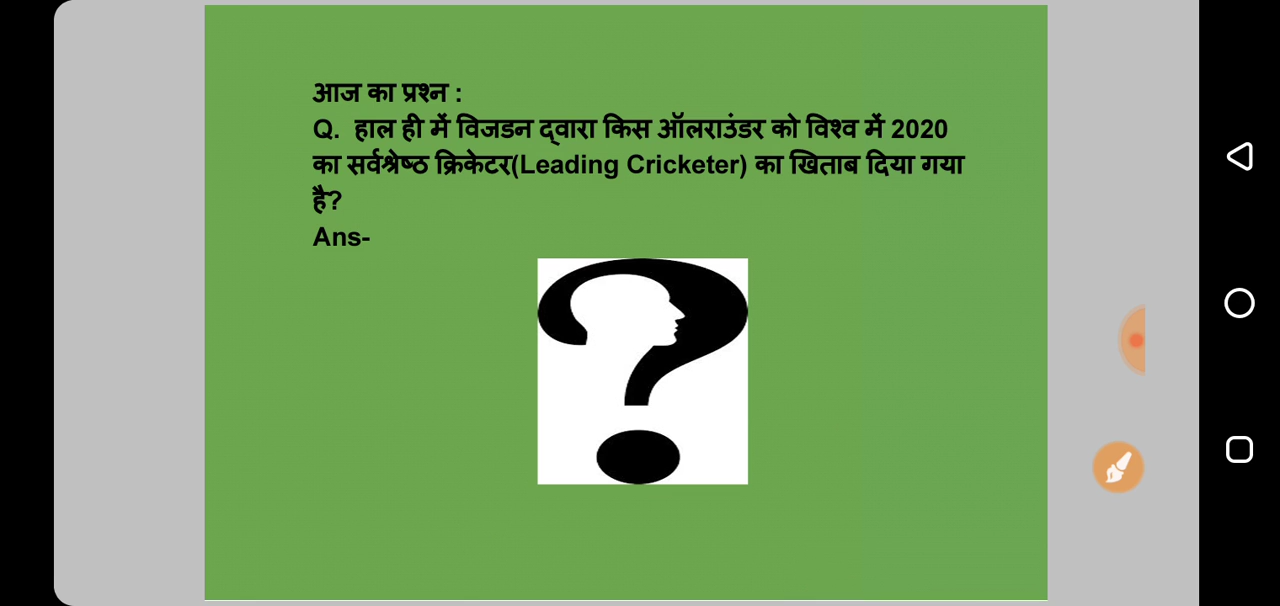 आज का प्रश्न :
Q.  हाल ही में विजडन द्वारा किस ऑलराउंडर को विश्व में 2020
का सर्वश्रेष्ठ क्रिकेटर(Leading Cricketer) का खिताब दिया गया
है?
Ans-